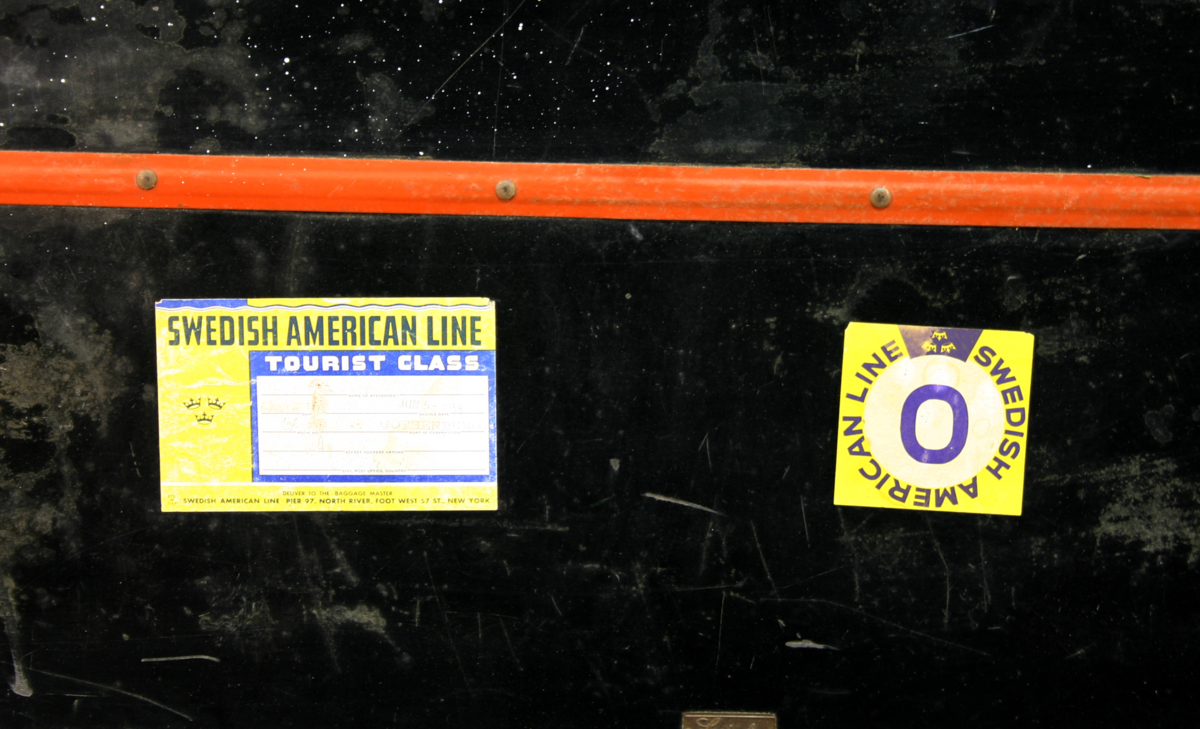 SWEDISH AMERICAN LINE
TOURIST CLASS
DELIVER TO THE BAGGAGE MASTER
SWEDISH AMERICAN LINE PIER 97, NORTH RIVER, FOOT WEST 57 ST., NEW YORK
SWEDISH AMERICAN LINE
O